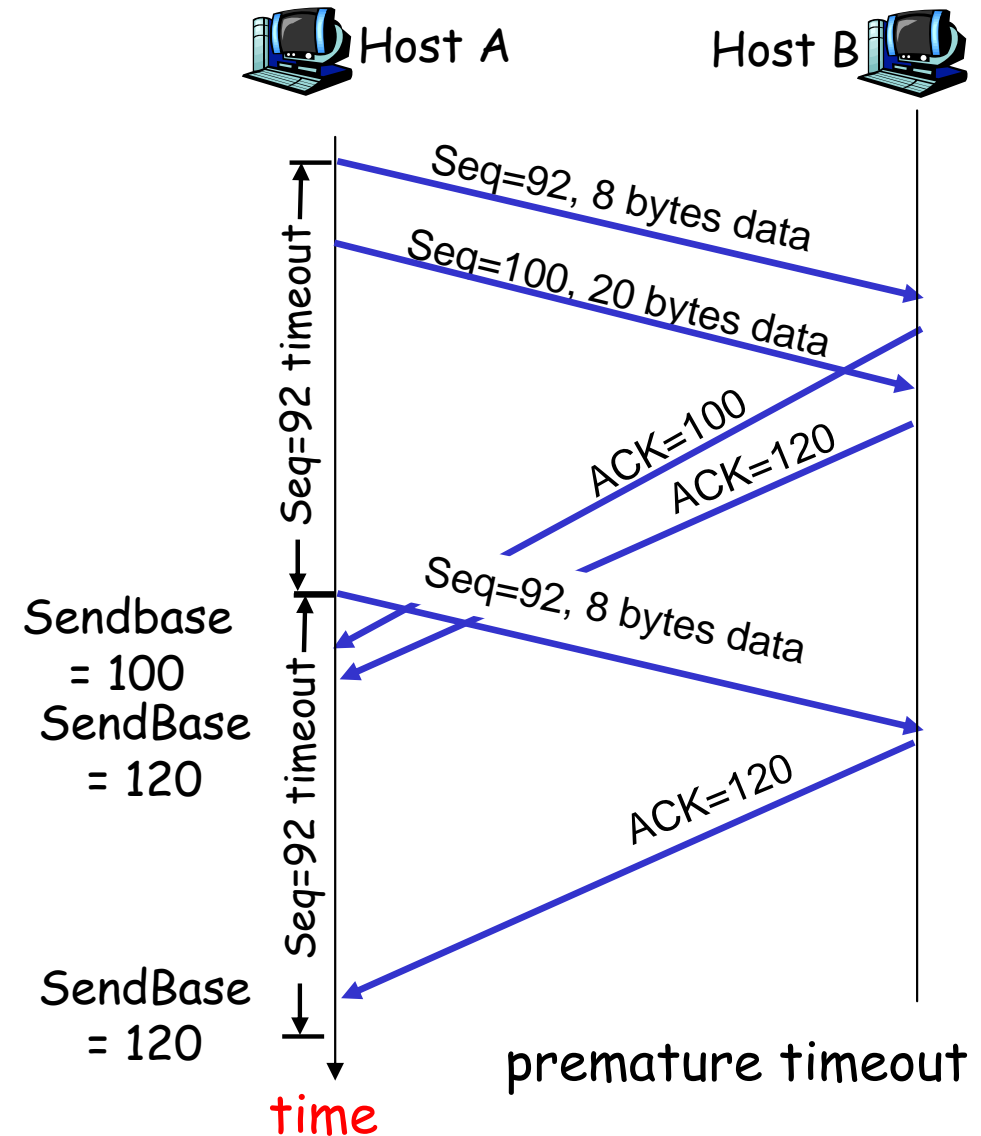 Host A
Host B
Seq=92, 8 bytes data
Seq=100, 20 bytes data
Seq=92 timeout
ACK=100
ACK=120
Seq=92, 8 bytes data
Sendbase
= 100
SendBase
= 120
Seq=92 timeout
ACK=120
SendBase
= 120
premature timeout
time